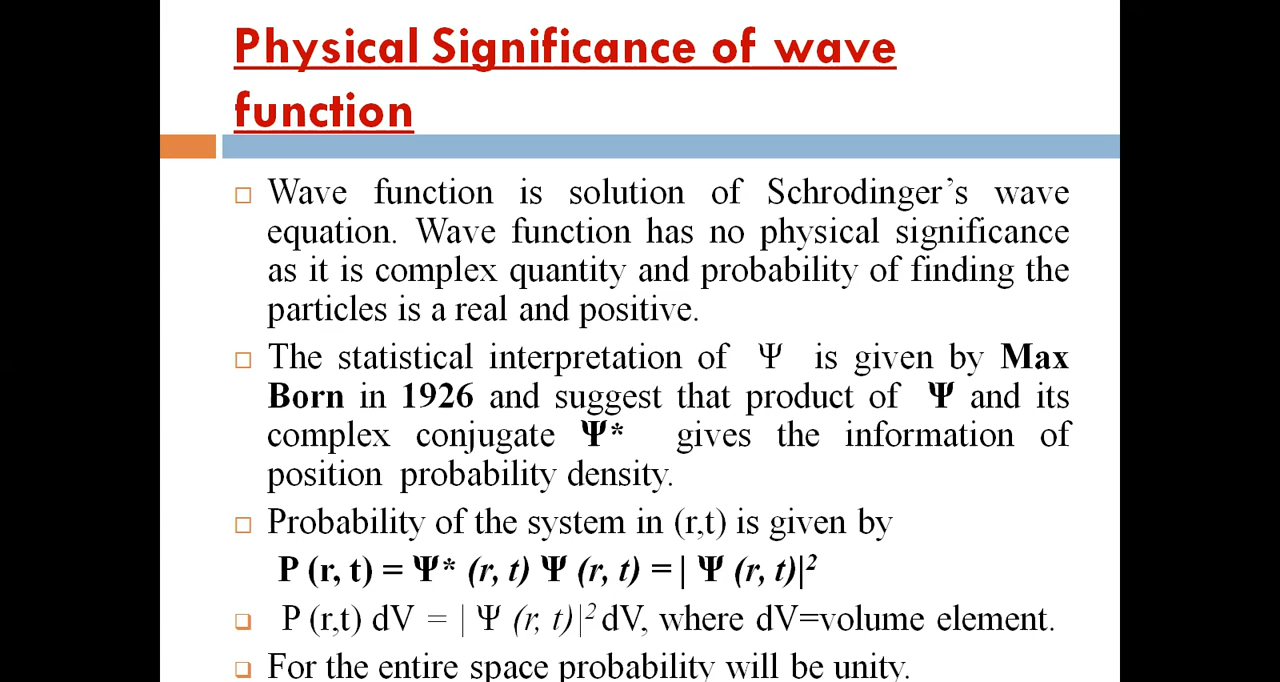 Physical Significance of wave
function
Wave function is solution of Schrodinger’s wave
equation. Wave function has no physical significance
as it is complex quantity and probability of finding the
particles is a real and positive.
The statistical interpretation of Ψ is given by Max
Born in 1926 and suggest that product of Ψ and its
complex conjugate Ψ* gives the information of
position probability density.
Probability of the system in (r,t) is given by
P (r, t) = Ψ* (r, t) Ψ (r, t) = | Ψ (r, t)|²
P (r,t) dV = | Ψ (r, t)|² dV, where dV=volume element.
For the entire space probability will be unity.